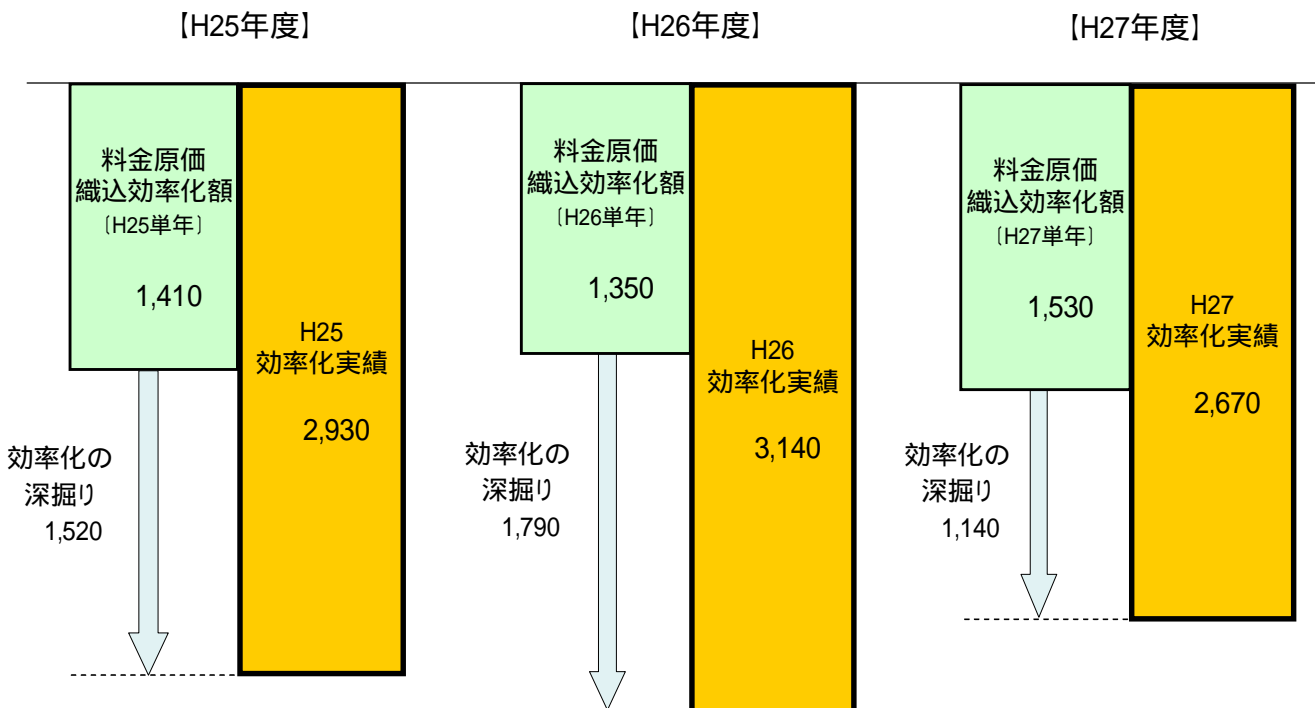 【H25年度】
料金原価
織込効率化額
〔H25単年〕
1,410
H25
効率化実績
2,930
効率化の
深掘り
1,520
【H26年度】
料金原価
織込効率化額
〔H26単年〕
1,350
H26
効率化実績
3,140
効率化の
深掘り
1,790
【H27年度】
料金原価
織込効率化額
〔H27単年〕
1,530
H27
効率化実績
2,670
効率化の
深掘り
1,140